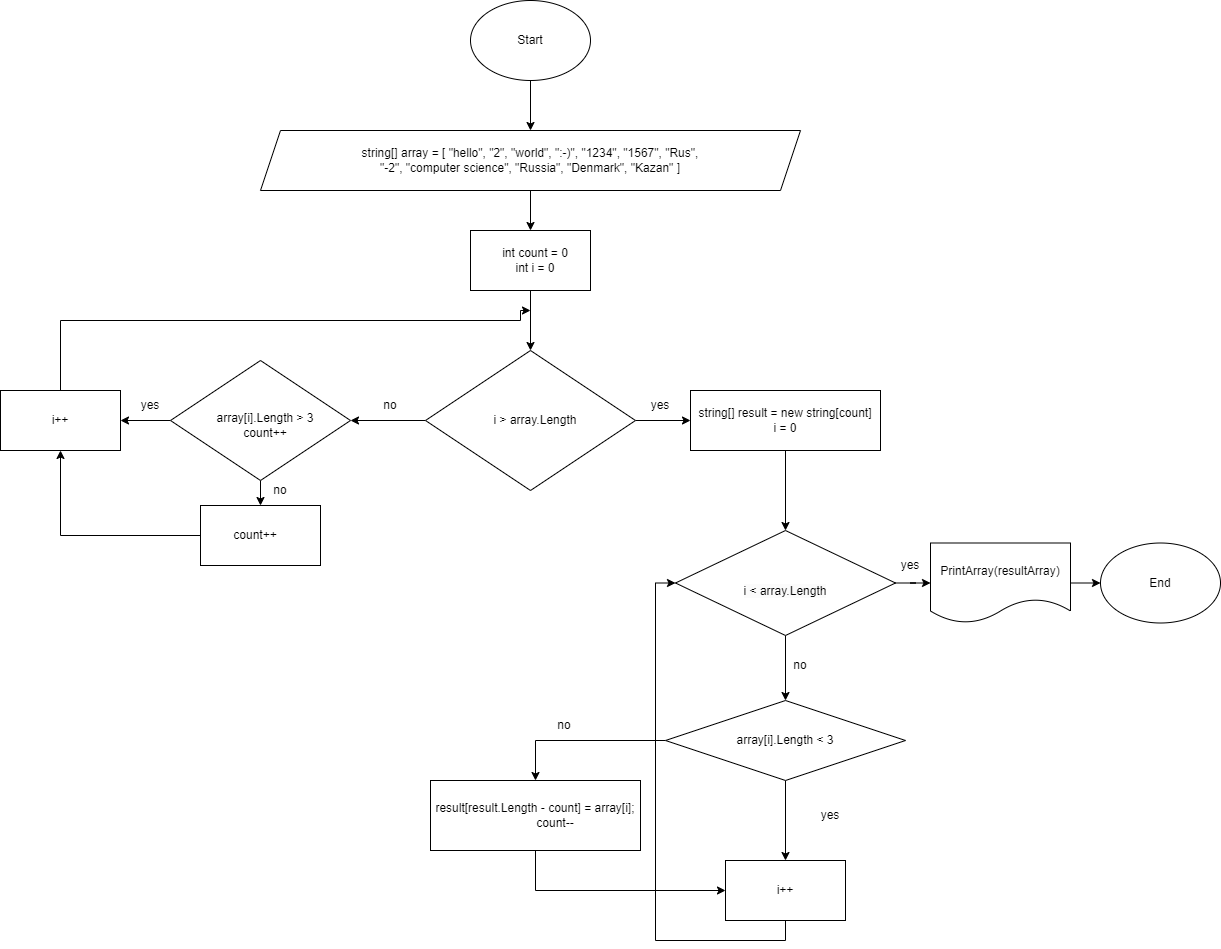 Start
string[] array = [ "hello", "2", "world", ":-)", "1234", "1567", "Rus",
"-2", "computer science", "Russia", "Denmark", "Kazan" ]
int count = 0
int i = 0
i++
yes
array[i].Length > 3
count++
no
i > array.Length
yes
string[] result = new string[count]
i = 0
no
count++
i < array.Length
yes
PrintArray(resultArray)
End
no
array[i].Length < 3
no
result[result.Length - count] = array[i];
count--
yes
i++